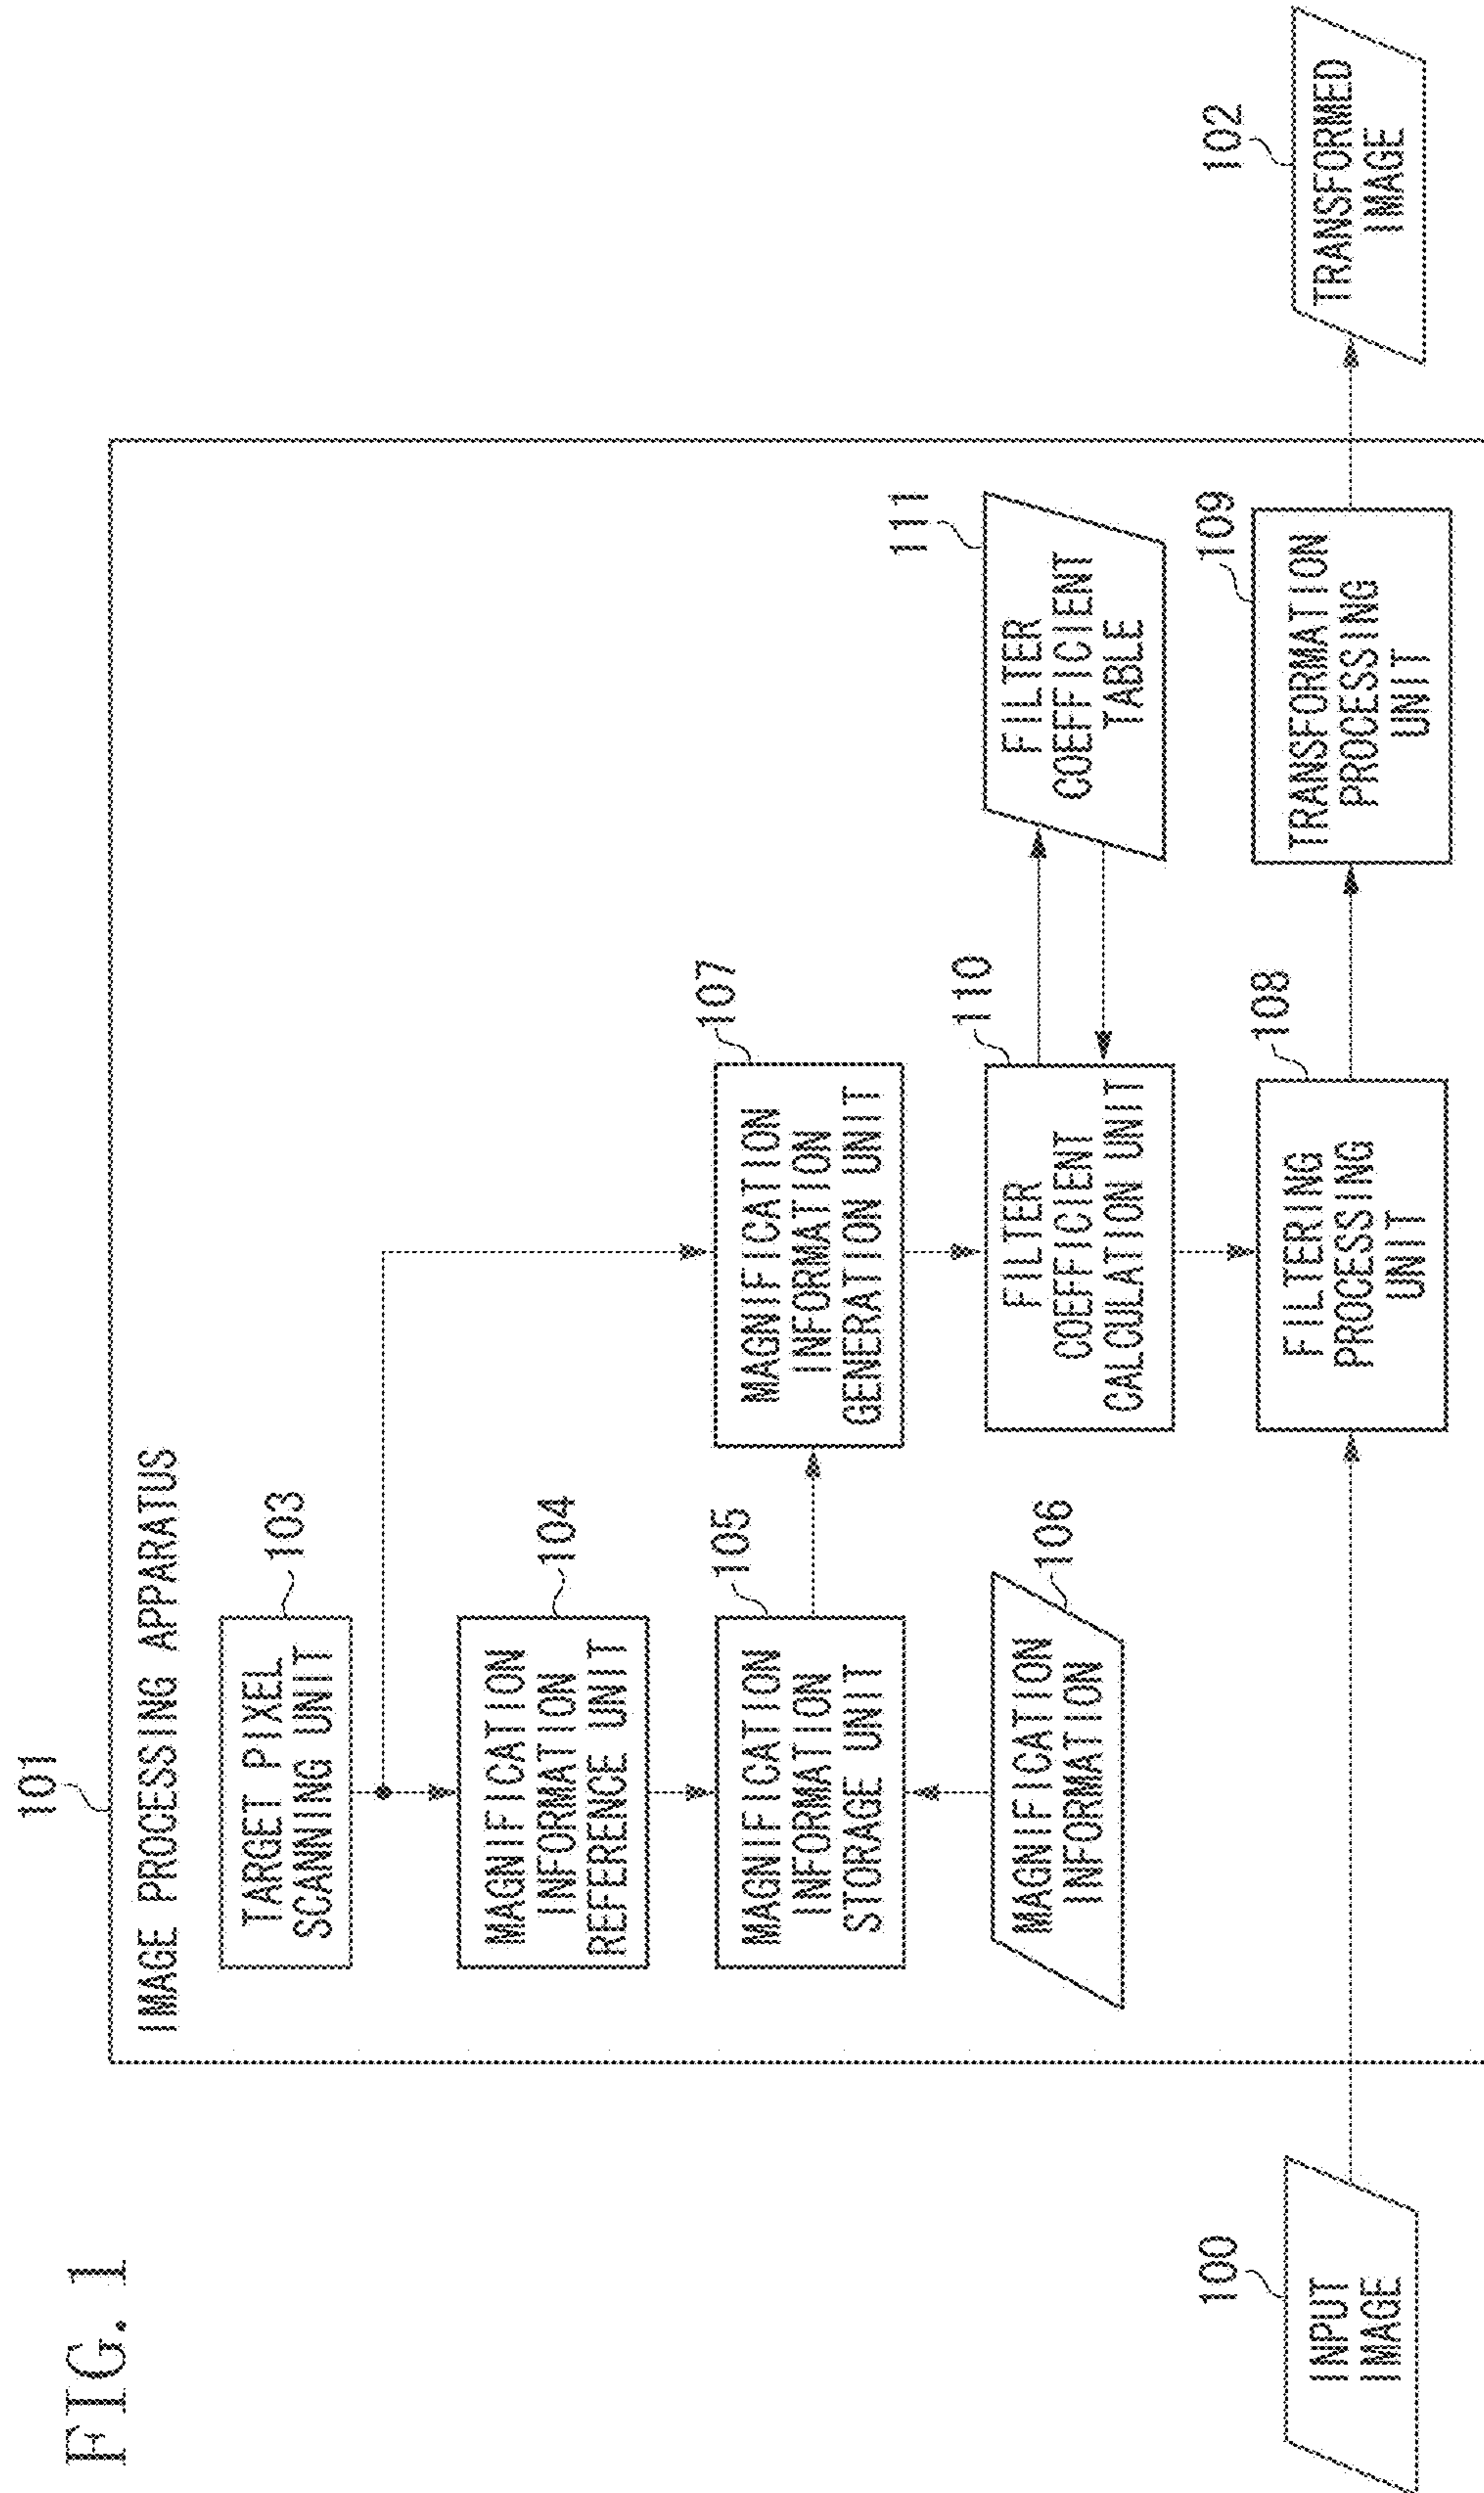 FIG. 1
101
IMAGE PROCESSING APPARATUS
103
TARGET PIXEL
SCANNING UNIT
104
MAGNIFICATION
INFORMATION
REFERENCE UNIT
105
MAGNIFICATION
INFORMATION
STORAGE UNIT
107
MAGNIFICATION
INFORMATION
GENERATION UNIT
106
MAGNIFICATION
INFORMATION
110
FILTER
COEFFICIENT
CALCULATION UNIT
111
FILTER
COEFFICIENT
TABLE
100
INPUT
IMAGE
108
FILTERING
PROCESSING
UNIT
109
TRANSFORMATION
PROCESSING
UNIT
102
TRANSFORMED
IMAGE